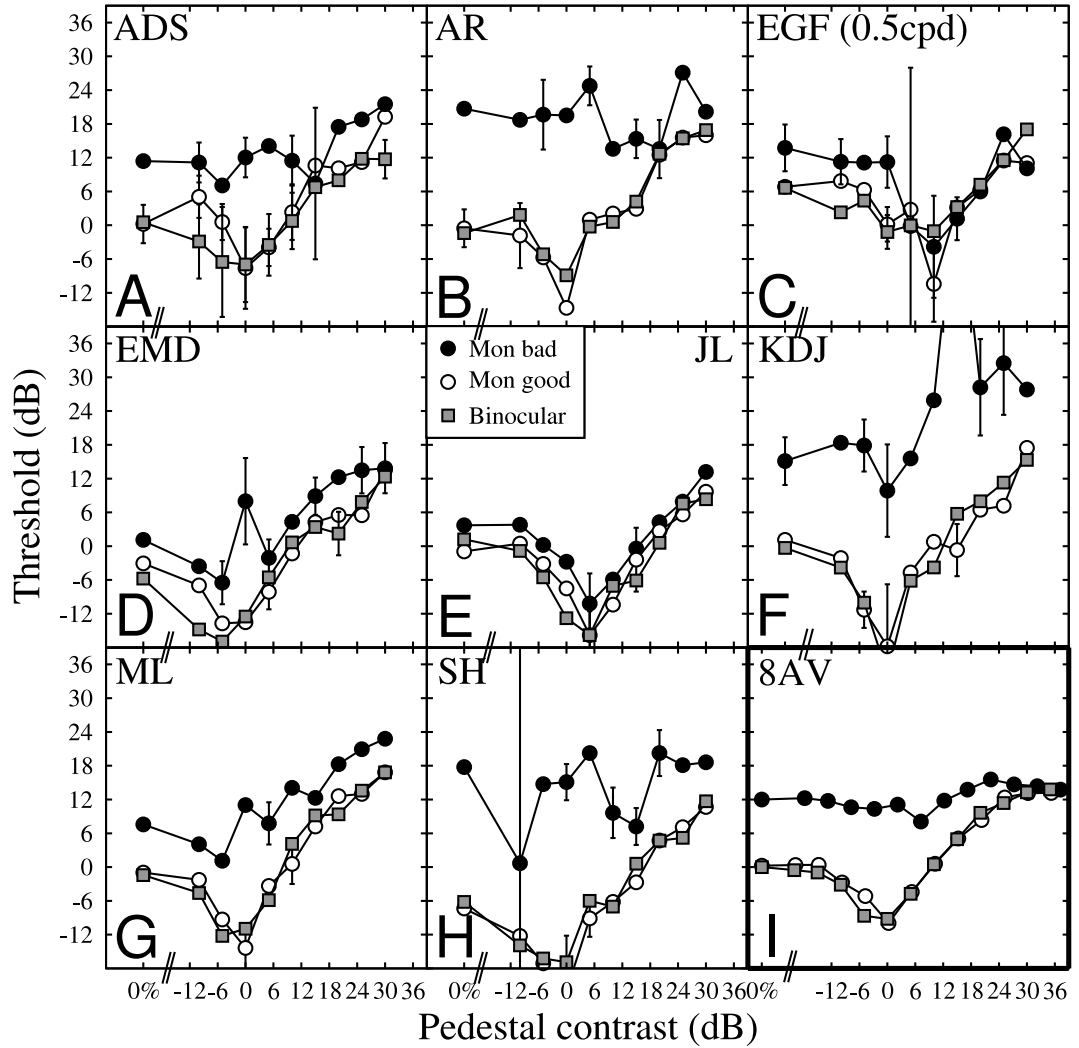 ADS
AR
EGF (0.5cpd)
36
30
24
18
12
6
0
-6
-12
A
B
C
EMD
JL
KDJ
Mon bad
Mon good
Binocular
36
30
24
18
12
6
0
-6
-12
Threshold (dB)
D
E
F
ML
SH
8AV
36
30
24
18
12
6
0
-6
-12
G
H
I
0% -12 -6 0 6 12 18 24 30 36
0% -12 -6 0 6 12 18 24 30 36
0% -12 -6 0 6 12 18 24 30 36
Pedestal contrast (dB)